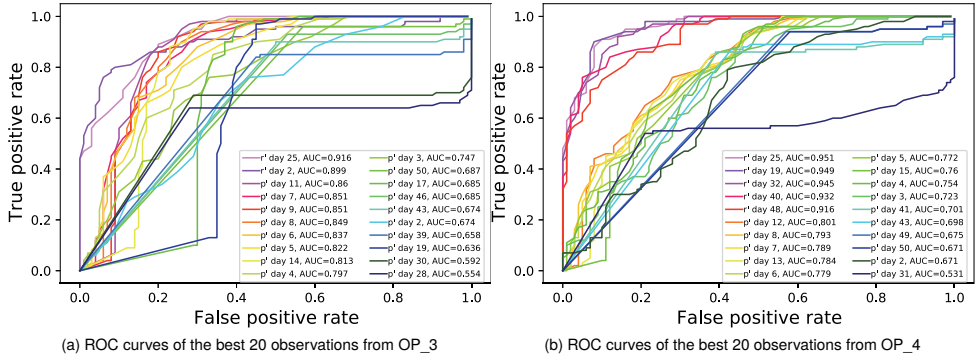 True positive rate
1.0
0.8
0.6
0.4
0.2
0.0
r' day 25, AUC=0.916
r' day 2, AUC=0.899
p' day 11, AUC=0.86
p' day 7, AUC=0.851
p' day 9, AUC=0.851
p' day 8, AUC=0.849
p' day 6, AUC=0.837
p' day 5, AUC=0.822
p' day 14, AUC=0.813
p' day 4, AUC=0.797
p' day 3, AUC=0.747
p' day 50, AUC=0.687
p' day 17, AUC=0.685
p' day 46, AUC=0.685
p' day 43, AUC=0.674
p' day 2, AUC=0.674
p' day 39, AUC=0.658
p' day 19, AUC=0.636
p' day 30, AUC=0.592
p' day 28, AUC=0.554
0.0 0.2 0.4 0.6 0.8 1.0
False positive rate
(a) ROC curves of the best 20 observations from OP_3
True positive rate
1.0
0.8
0.6
0.4
0.2
0.0
r' day 25, AUC=0.951
r' day 19, AUC=0.949
r' day 32, AUC=0.945
r' day 40, AUC=0.932
r' day 48, AUC=0.916
p' day 12, AUC=0.801
p' day 8, AUC=0.793
p' day 7, AUC=0.789
p' day 13, AUC=0.784
p' day 6, AUC=0.779
p' day 5, AUC=0.772
p' day 15, AUC=0.76
p' day 4, AUC=0.754
p' day 3, AUC=0.723
p' day 41, AUC=0.701
p' day 43, AUC=0.698
p' day 49, AUC=0.675
p' day 50, AUC=0.671
p' day 2, AUC=0.671
p' day 31, AUC=0.531
0.0 0.2 0.4 0.6 0.8 1.0
False positive rate
(b) ROC curves of the best 20 observations from OP_4